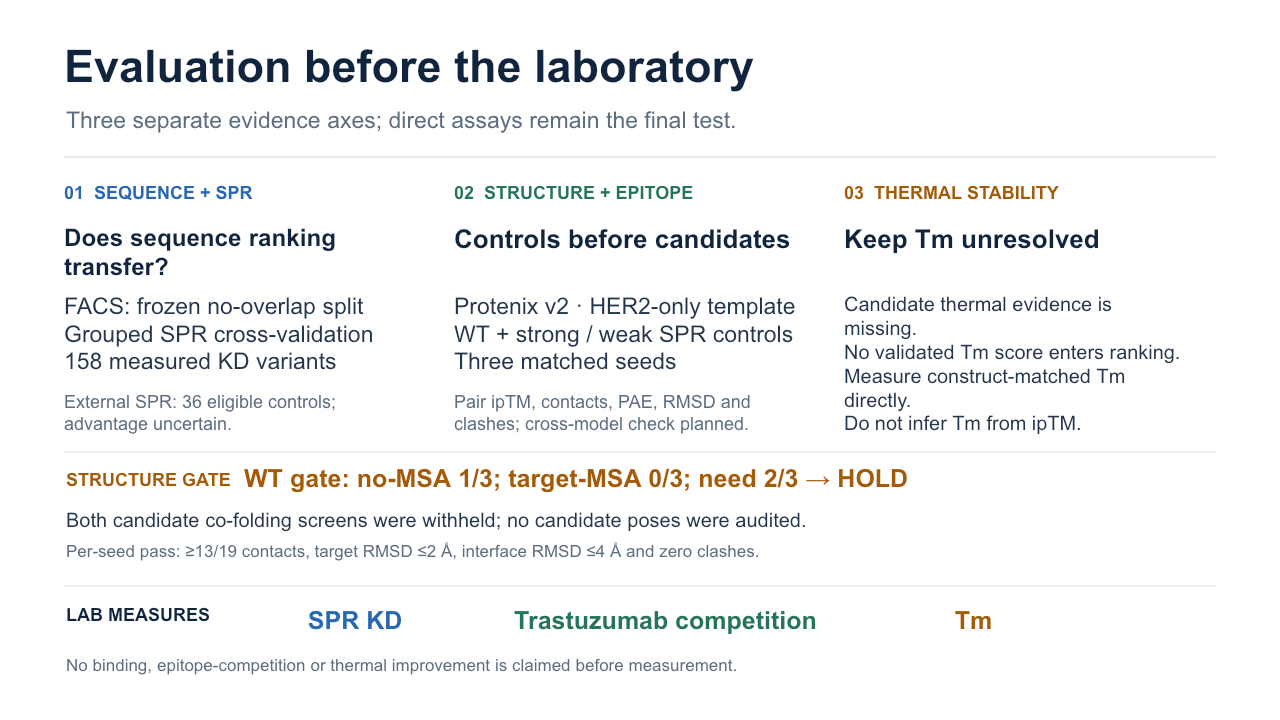 Evaluation before the laboratory
Three separate evidence axes; direct assays remain the final test.
01 SEQUENCE + SPR
Does sequence ranking
transfer?
FACS: frozen no-overlap split
Grouped SPR cross-validation
158 measured KD variants
External SPR: 36 eligible controls;
advantage uncertain.
02 STRUCTURE + EPITOPE
Controls before candidates
Protenix v2 · HER2-only template
WT + strong / weak SPR controls
Three matched seeds
Pair ipTM, contacts, PAE, RMSD and
clashes; cross-model check planned.
03 THERMAL STABILITY
Keep Tm unresolved
Candidate thermal evidence is
missing.
No validated Tm score enters ranking.
Measure construct-matched Tm
directly.
Do not infer Tm from ipTM.
STRUCTURE GATE WT gate: no-MSA 1/3; target-MSA 0/3; need 2/3 → HOLD
Both candidate co-folding screens were withheld; no candidate poses were audited.
Per-seed pass: ≥13/19 contacts, target RMSD ≤2 Å, interface RMSD ≤4 Å and zero clashes.
LAB MEASURES SPR KD Trastuzumab competition Tm
No binding, epitope-competition or thermal improvement is claimed before measurement.